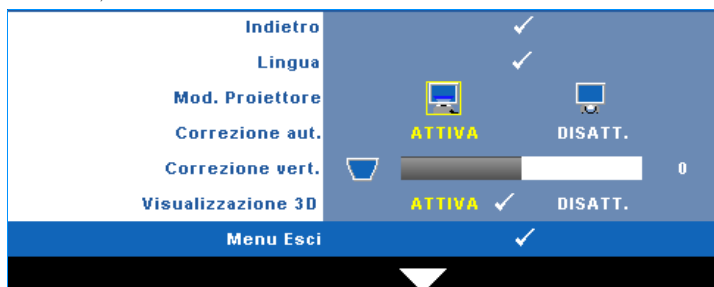 Indietro
Lingua
Mod. Proiettore
Correzione aut. ATTIVA DISATT.
Correzione vert. 0
Visualizzazione 3D ATTIVA DISATT.
Menu Esci